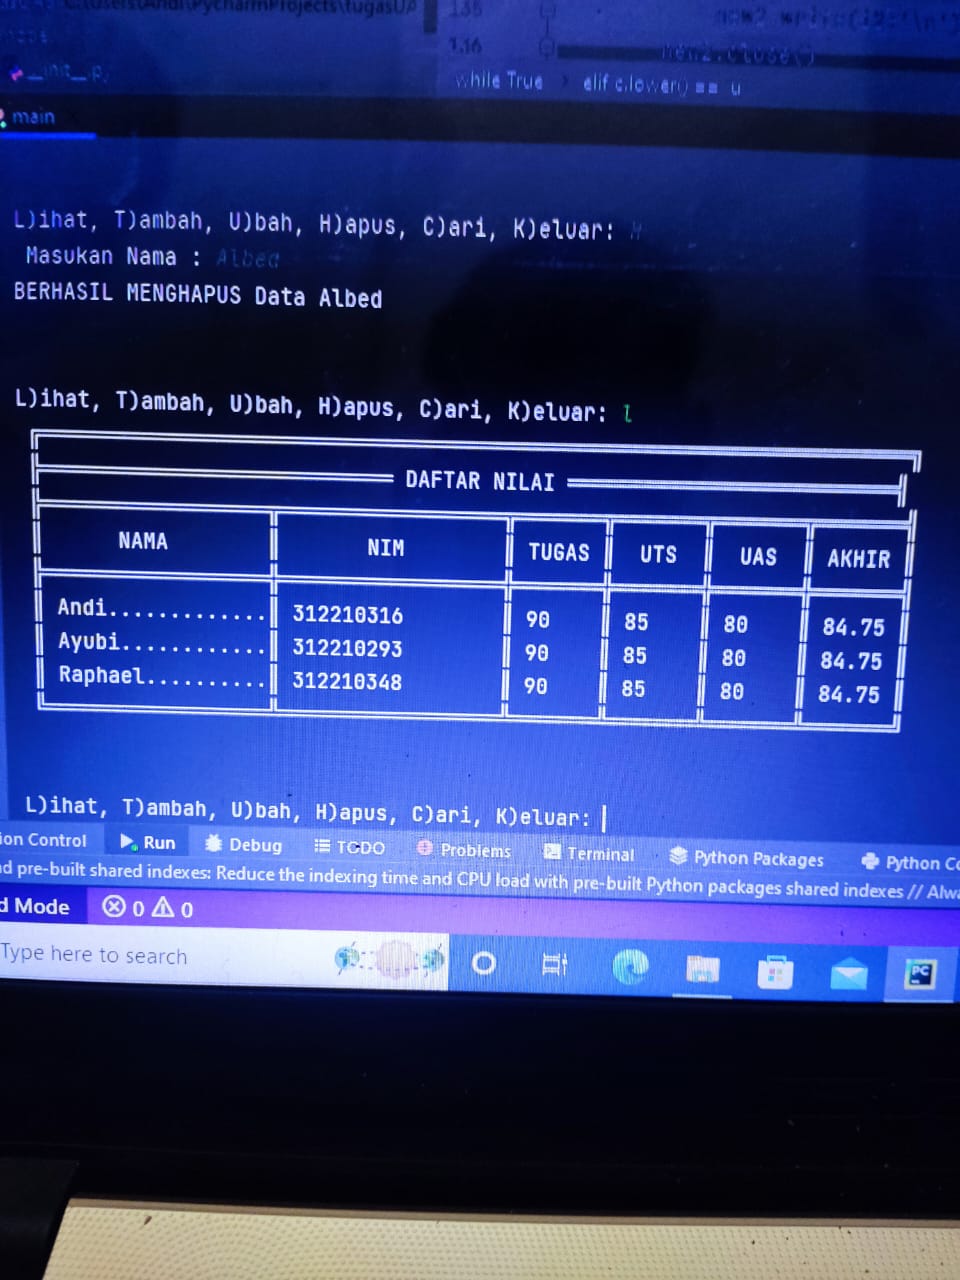 C:\Users\Andi\PycharmProjects\tugasUA
135
136
new2.close()
__init__.p
while True > elif c.lower() == u
main
L)ihat, T)ambah, U)bah, H)apus, C)ari, K)eluar: H
Masukan Nama : Albed
BERHASIL MENGHAPUS Data Albed
L)ihat, T)ambah, U)bah, H)apus, C)ari, K)eluar: l
DAFTAR NILAI
NAMA NIM TUGAS UTS UAS AKHIR
Andi............. 312210316 90 85 80 84.75
Ayubi............ 312210293 90 85 80 84.75
Raphael.......... 312210348 90 85 80 84.75
L)ihat, T)ambah, U)bah, H)apus, C)ari, K)eluar:
ion Control Run Debug TODO Problems Terminal Python Packages Python Co
d pre-built shared indexes: Reduce the indexing time and CPU load with pre-built Python packages shared indexes // Alwa
d Mode 0 0
Type here to search
PC